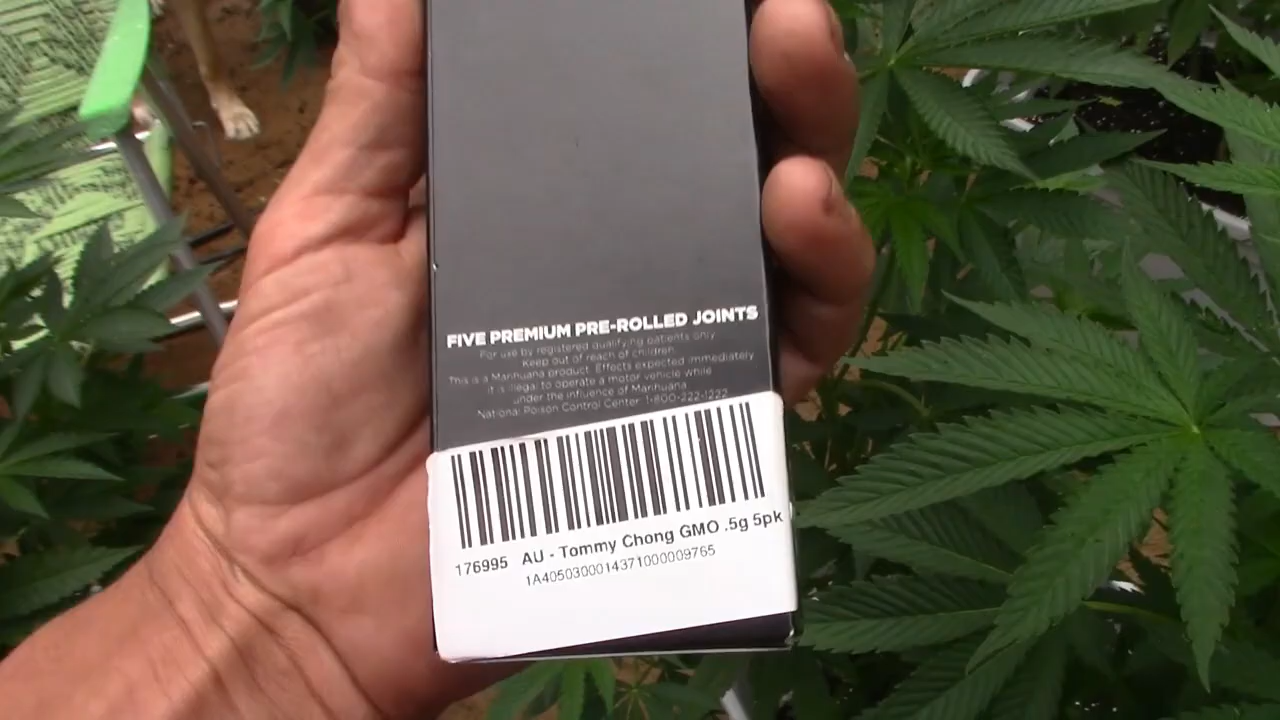 FIVE PREMIUM PRE-ROLLED JOINTS
For use by registered qualifying patients only
Keep out of reach of children.
This is a Marihuana product. Effects expected immediately
It is illegal to operate a motor vehicle while
under the influence of Marihuana
National Poison Control Center: 1-800-222-1222
176995 AU - Tommy Chong GMO .5g 5pk
1A4050300014371000009765